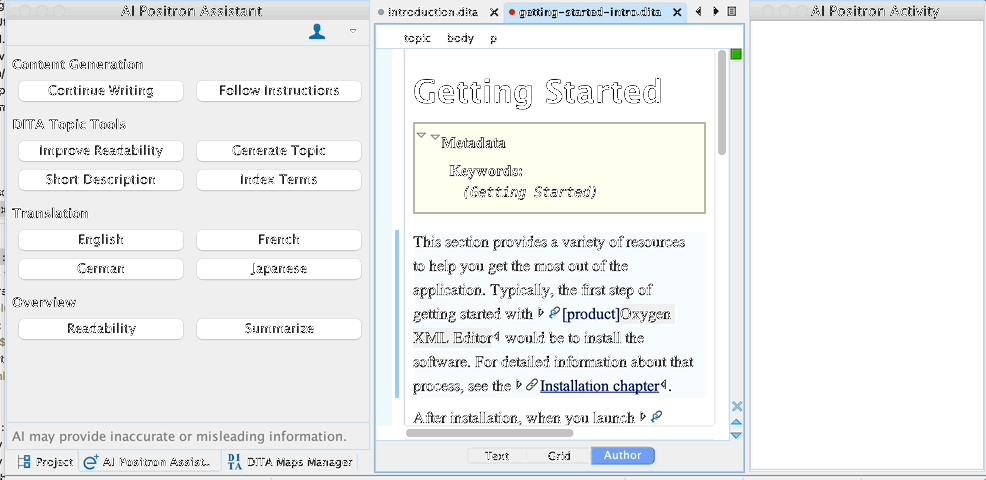 AI Positron Assistant
Content Generation
Continue Writing
Follow Instructions
DITA Topic Tools
Improve Readability
Generate Topic
Short Description
Index Terms
Translation
English
French
German
Japanese
Overview
Readability
Summarize
AI may provide inaccurate or misleading information.
Project
AI Positron Assist..
DITA
DITA Maps Manager
introduction.dita
getting-started-intro.dita
topic body p
Getting Started
Metadata
Keywords:
(Getting Started)
This section provides a variety of resources
to help you get the most out of the
application. Typically, the first step of
getting started with [product]Oxygen
XML Editor would be to install the
software. For detailed information about that
process, see the Installation chapter.
After installation, when you launch
Text
Grid
Author
AI Positron Activity